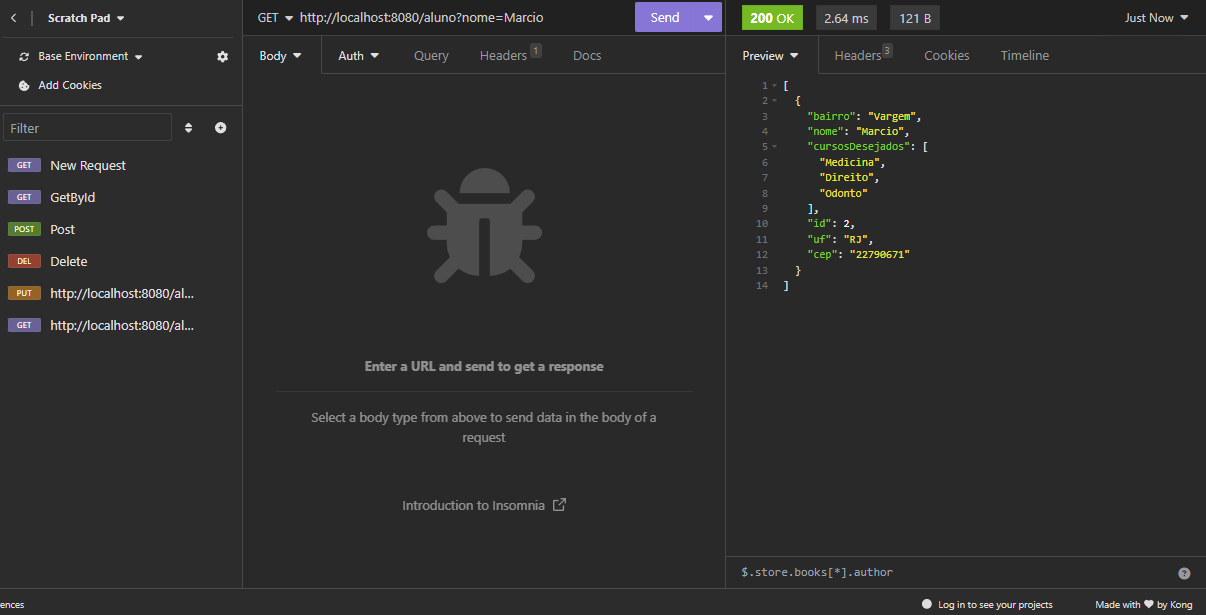 Scratch Pad
Base Environment
Add Cookies
Filter
GET New Request
GET GetById
POST Post
DEL Delete
PUT http://localhost:8080/al...
GET http://localhost:8080/al...
GET http://localhost:8080/aluno?nome=Marcio
Send
Body Auth Query Headers 1 Docs
Enter a URL and send to get a response
Select a body type from above to send data in the body of a
request
Introduction to Insomnia
200 OK 2.64 ms 121 B Just Now
Preview Headers 3 Cookies Timeline
1 [
2 {
3 "bairro": "Vargem",
4 "nome": "Marcio",
5 "cursosDesejados": [
6 "Medicina",
7 "Direito",
8 "Odonto"
9 ],
10 "id": 2,
11 "uf": "RJ",
12 "cep": "22790671"
13 }
14 ]
$.store.books[*].author
?
ences
Log in to see your projects
Made with ❤ by Kong